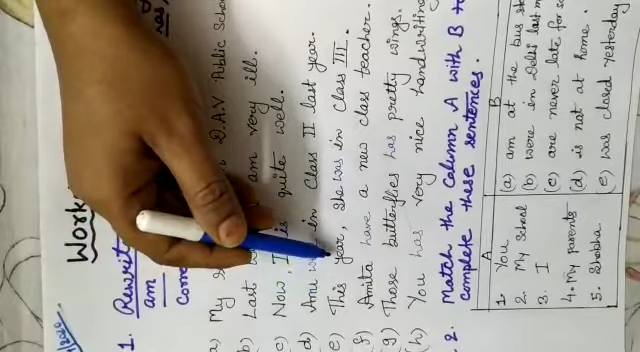 Work
1. Rewrit
am has,
com
a) My D.A.V Public Schoo
b) Last am very ill.
c) Now, I is quite well.
d) Anu in Class II last year.
e) This year, she was in Class III.
f) Amita have a new class teacher.
g) These butterflies has pretty wings.
(h) You has very nice handwriting
2. Match the Column A with B to
complete these sentences.
A B
1. You (a) am at the bus st
2. My School (b) were in Delhi last m
3. I (c) are never late for sc
4. My parents (d) is not at home.
5. Shobha (e) was closed yesterday